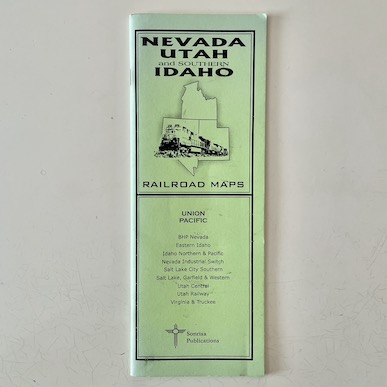 NEVADA
UTAH
and SOUTHERN
IDAHO
RAILROAD MAPS
UNION
PACIFIC
BHP Nevada
Eastern Idaho
Idaho Northern & Pacific
Nevada Industrial Switch
Salt Lake City Southern
Salt Lake, Garfield & Western
Utah Central
Utah Railway
Virginia & Truckee
Sonrisa
Publications